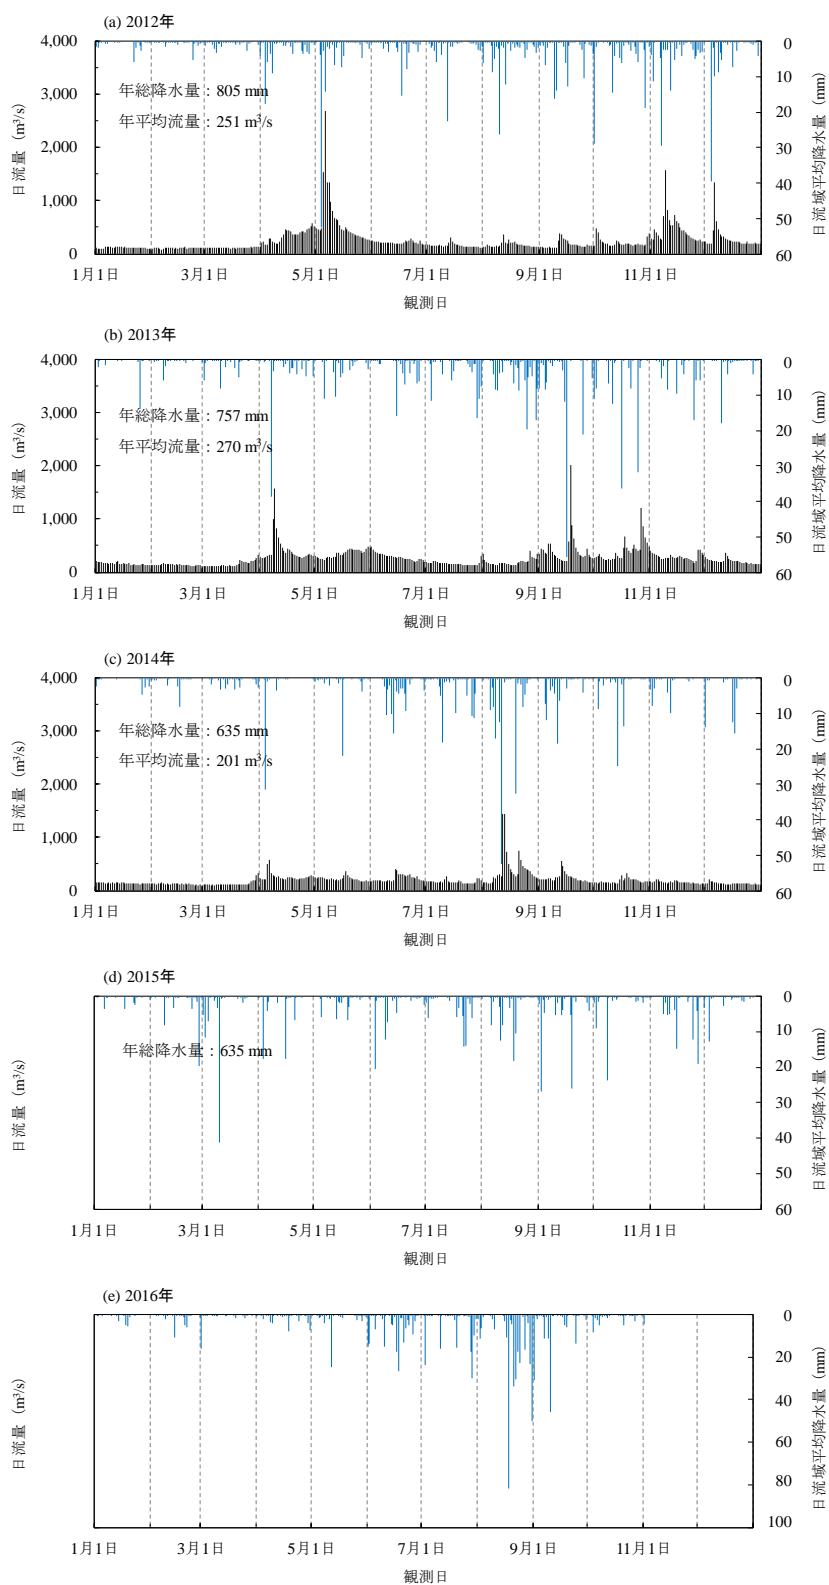 (a) 2012年
4,000
3,000
2,000
1,000
0
日流量（m³/s）
年総降水量：805 mm
年平均流量：251 m³/s
0
10
20
30
40
50
60
日流域平均降水量（mm）
1月1日 3月1日 5月1日 7月1日 9月1日 11月1日
観測日
(b) 2013年
4,000
3,000
2,000
1,000
0
日流量（m³/s）
年総降水量：757 mm
年平均流量：270 m³/s
0
10
20
30
40
50
60
日流域平均降水量（mm）
1月1日 3月1日 5月1日 7月1日 9月1日 11月1日
観測日
(c) 2014年
4,000
3,000
2,000
1,000
0
日流量（m³/s）
年総降水量：635 mm
年平均流量：201 m³/s
0
10
20
30
40
50
60
日流域平均降水量（mm）
1月1日 3月1日 5月1日 7月1日 9月1日 11月1日
観測日
(d) 2015年
日流量（m³/s）
年総降水量：635 mm
0
10
20
30
40
50
60
日流域平均降水量（mm）
1月1日 3月1日 5月1日 7月1日 9月1日 11月1日
観測日
(e) 2016年
日流量（m³/s）
0
20
40
60
80
100
日流域平均降水量（mm）
1月1日 3月1日 5月1日 7月1日 9月1日 11月1日
観測日